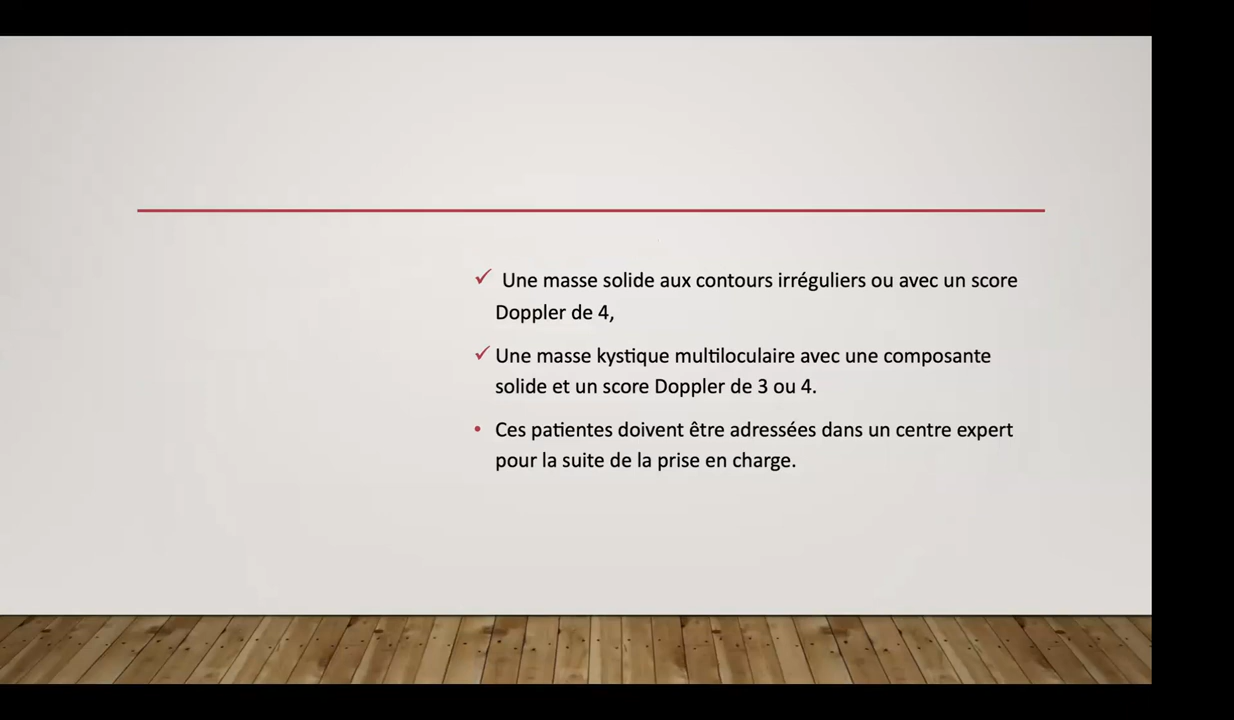 ✓ Une masse solide aux contours irréguliers ou avec un score
Doppler de 4,
✓ Une masse kystique multiloculaire avec une composante
solide et un score Doppler de 3 ou 4.
• Ces patientes doivent être adressées dans un centre expert
pour la suite de la prise en charge.